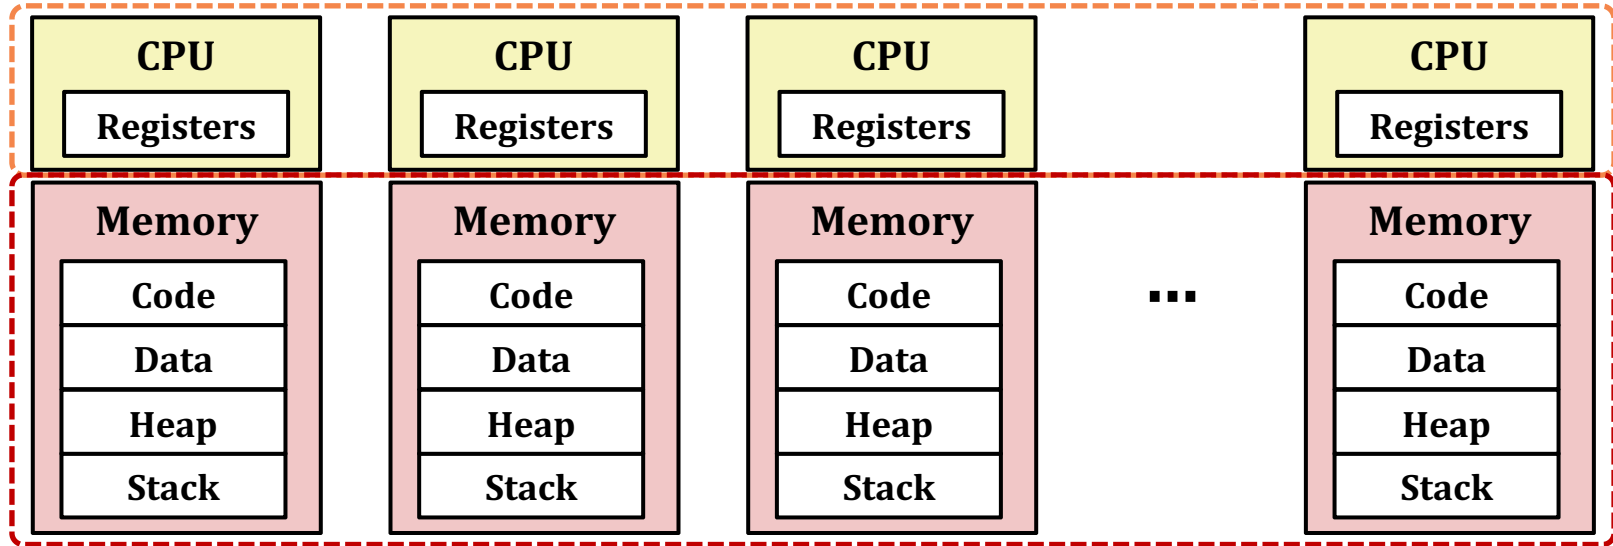 CPU CPU CPU CPU
Registers Registers Registers Registers
Memory Memory Memory Memory
Code Code Code ... Code
Data Data Data Data
Heap Heap Heap Heap
Stack Stack Stack Stack